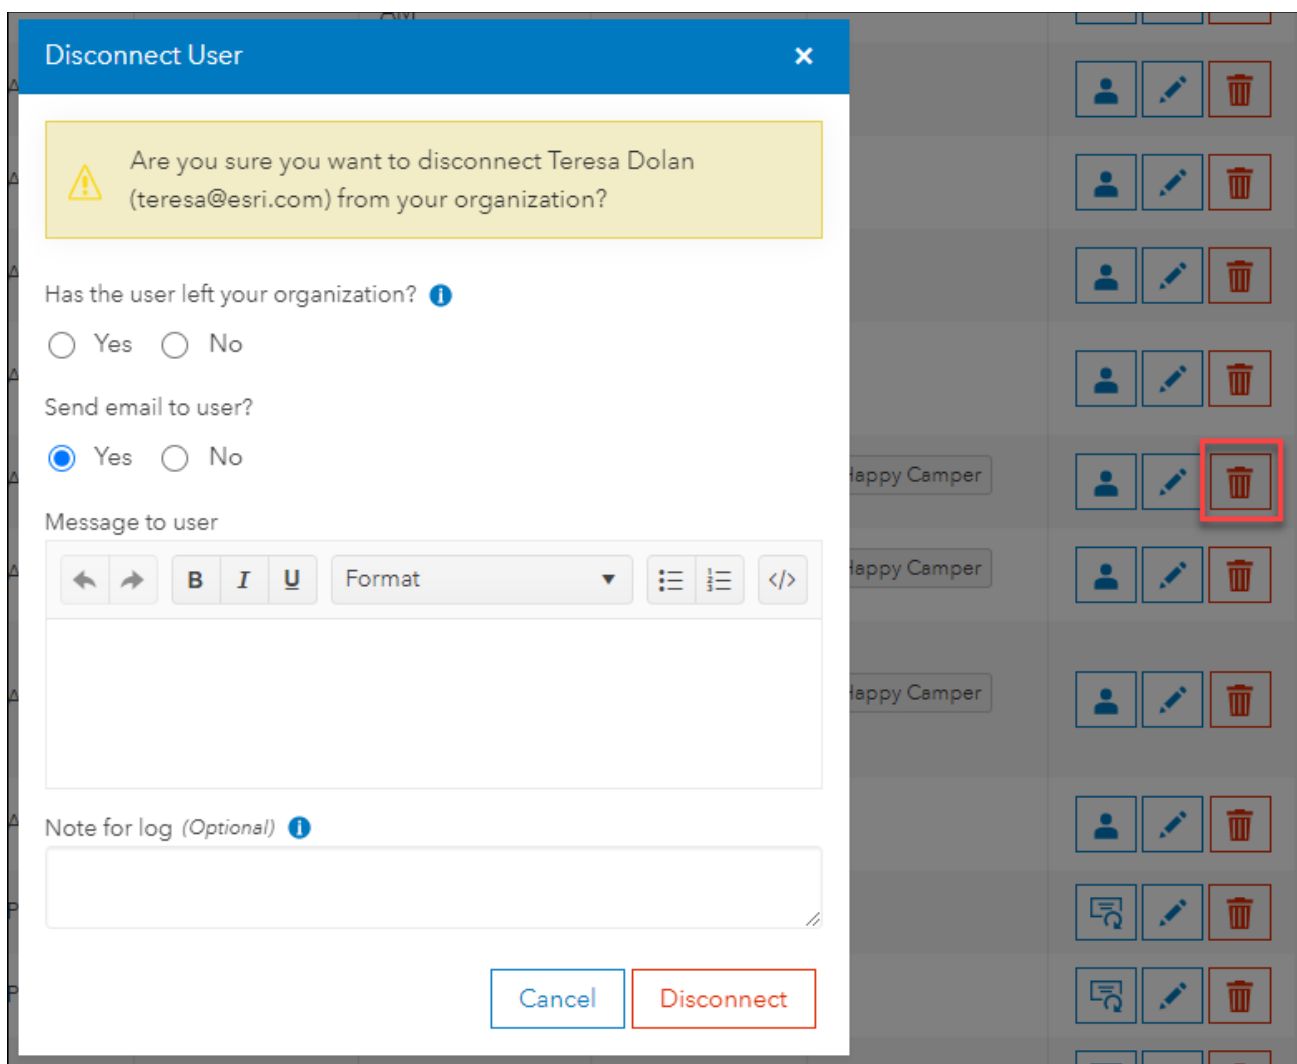 AM
Disconnect User
Are you sure you want to disconnect Teresa Dolan
(teresa@esri.com) from your organization?
Has the user left your organization?
Yes No
Send email to user?
Yes No
Happy Camper
Message to user
B I U Format
Happy Camper
Happy Camper
Note for log (Optional)
Cancel Disconnect